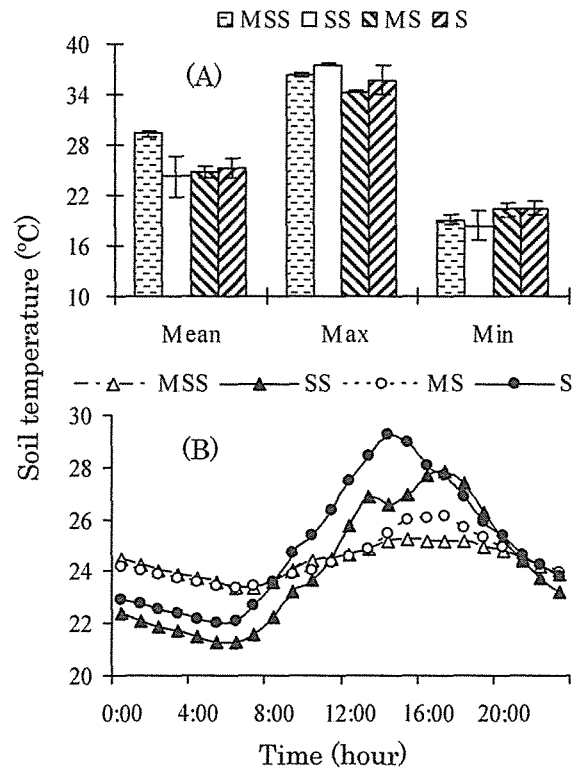 MSS SS MS S
40
34
28
22
16
10
(A)
Mean Max Min
Soil temperature (°C)
MSS SS MS S
30
28
26
24
22
20
(B)
0:00 4:00 8:00 12:00 16:00 20:00
Time (hour)